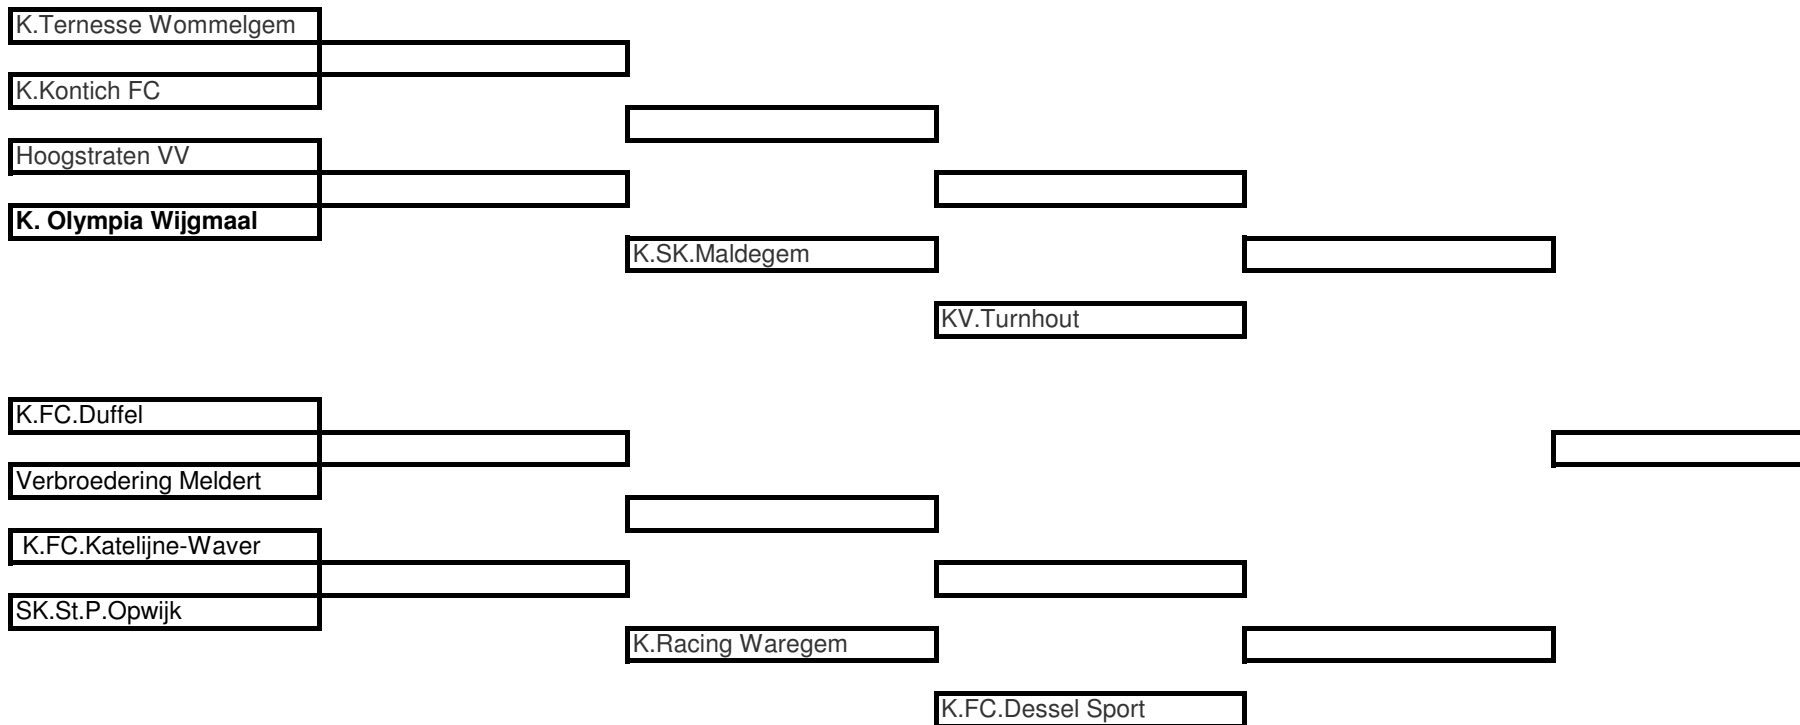 K.Ternesse Wommelgem
K.Kontich FC
Hoogstraten VV
K. Olympia Wijgmaal
K.SK.Maldegem
KV.Turnhout
K.FC.Duffel
Verbroedering Meldert
K.FC.Katelijne-Waver
SK.St.P.Opwijk
K.Racing Waregem
K.FC.Dessel Sport